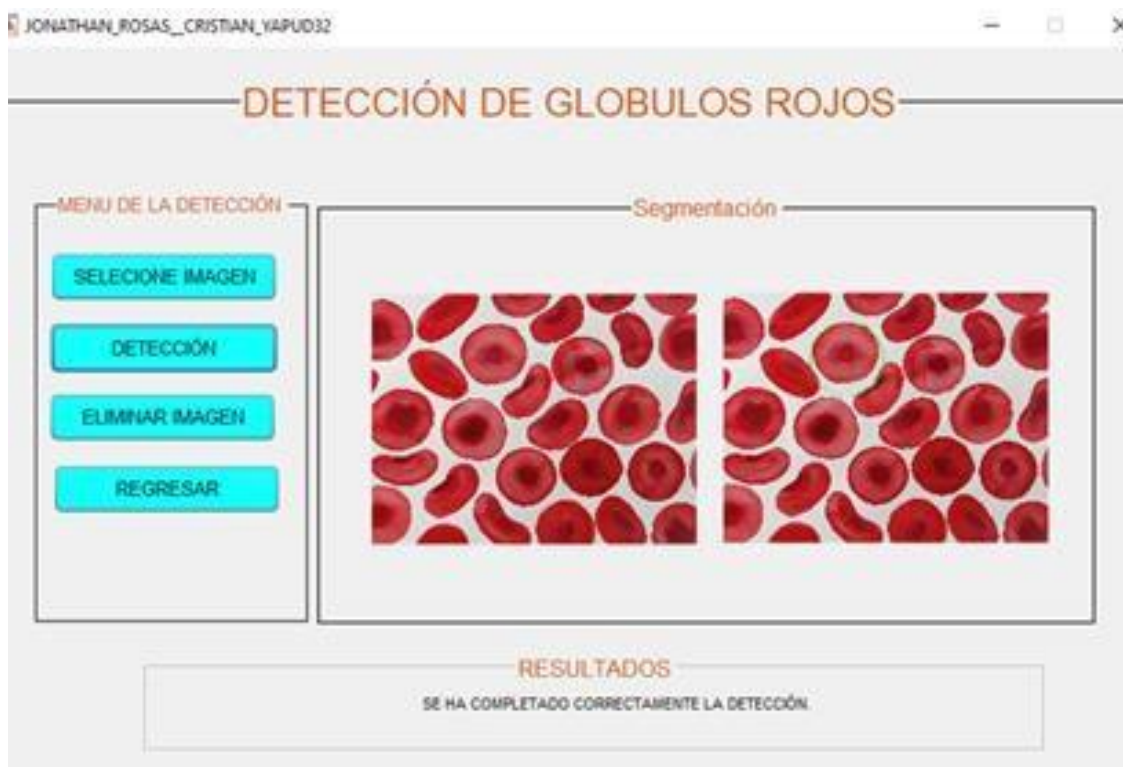 JONATHAN_ROSAS__CRISTIAN_YAPUD32
DETECCIÓN DE GLOBULOS ROJOS
MENU DE LA DETECCIÓN
SELECIONE IMAGEN
DETECCIÓN
ELIMINAR IMAGEN
REGRESAR
Segmentación
RESULTADOS
SE HA COMPLETADO CORRECTAMENTE LA DETECCIÓN.